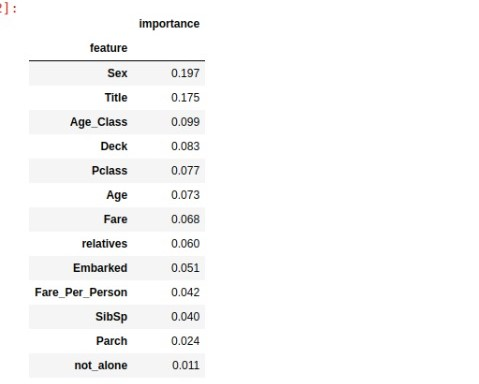 2]:
importance
feature
Sex 0.197
Title 0.175
Age_Class 0.099
Deck 0.083
Pclass 0.077
Age 0.073
Fare 0.068
relatives 0.060
Embarked 0.051
Fare_Per_Person 0.042
SibSp 0.040
Parch 0.024
not_alone 0.011